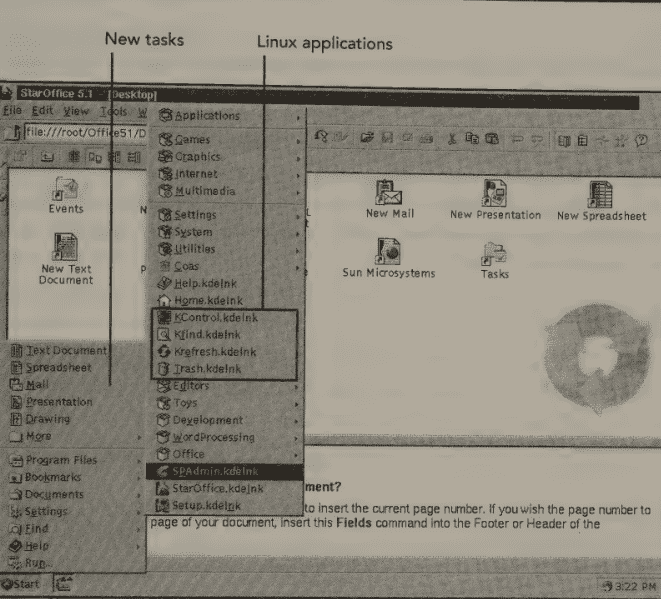 New tasks
Linux applications
StarOffice 5.1 - [Desktop]
File Edit View Tools W
file:///root/Office51/D
Applications
Games
Graphics
Internet
Multimedia
Settings
System
Utilities
Coas
Help.kdelnk
Home.kdelnk
KControl.kdelnk
Kfind.kdelnk
Krefresh.kdelnk
Trash.kdelnk
Editors
Toys
Development
WordProcessing
Office
SPAdmin.kdelnk
StarOffice.kdelnk
Setup.kdelnk
Events
N
New Text
Document
P
New Mail
New Presentation
New Spreadsheet
Sun Microsystems
Tasks
Text Document
Spreadsheet
Mail
Presentation
Drawing
More
Program Files
Bookmarks
Documents
Settings
Find
Help
Run...
ment?
to insert the current page number. If you wish the page number to
page of your document, insert this Fields command into the Footer or Header of the
Start
3:22 PM